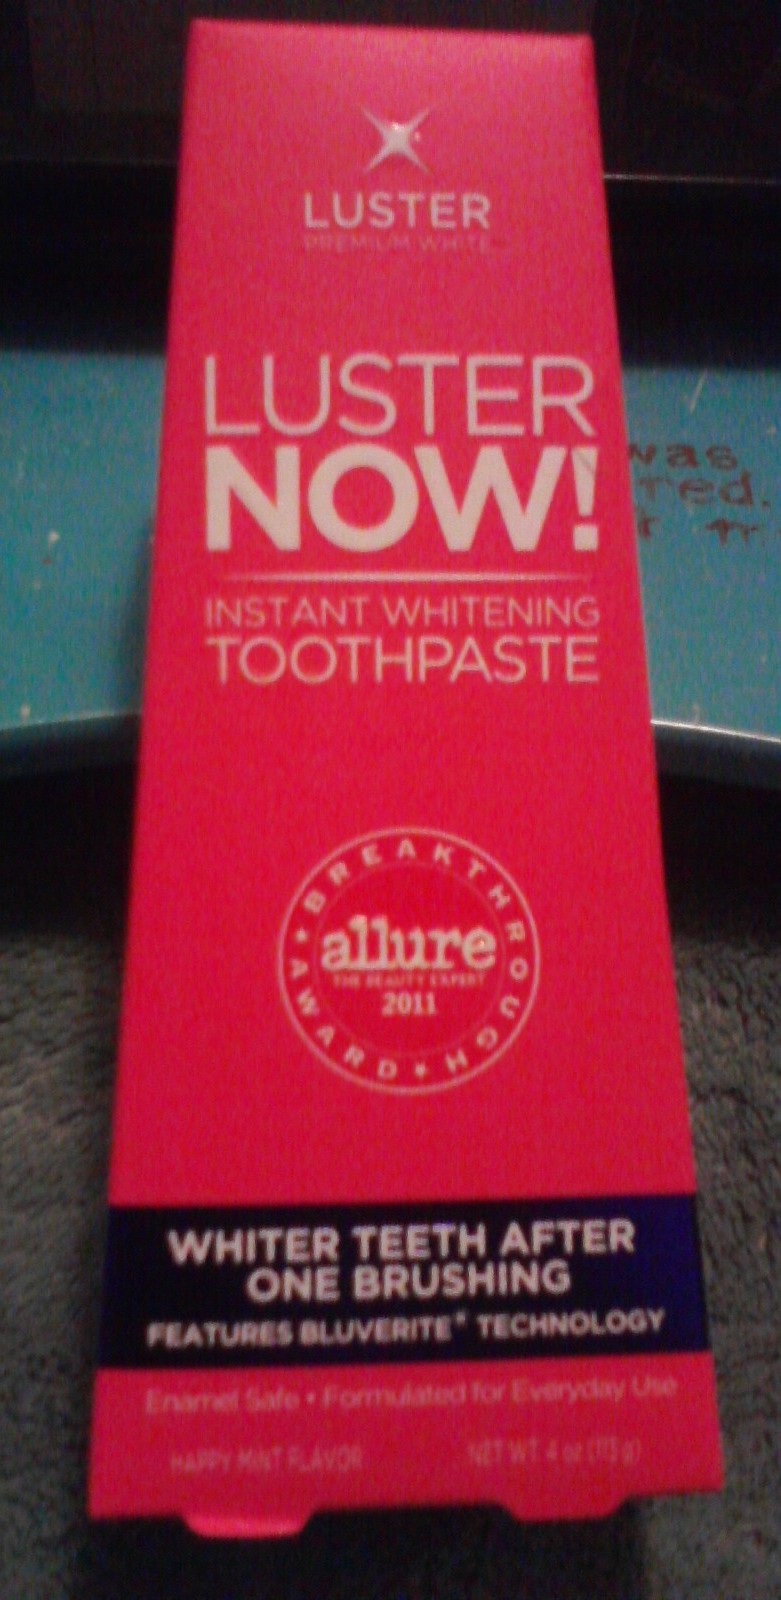 LUSTER
PREMIUM WHITE
LUSTER
NOW!
INSTANT WHITENING
TOOTHPASTE
BREAKTHROUGH
allure
THE BEAUTY EXPERT
2011
★ AWARD ★
WHITER TEETH AFTER
ONE BRUSHING
FEATURES BLUVERITE® TECHNOLOGY
Enamel Safe • Formulated for Everyday Use
HAPPY MINT FLAVOR NET WT. 4 oz (113 g)
was
red.